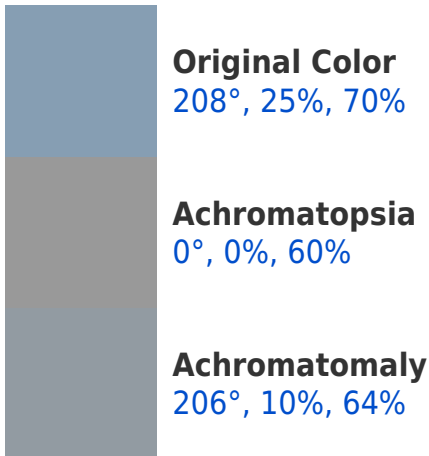 Original Color
208°, 25%, 70%
Achromatopsia
0°, 0%, 60%
Achromatomaly
206°, 10%, 64%